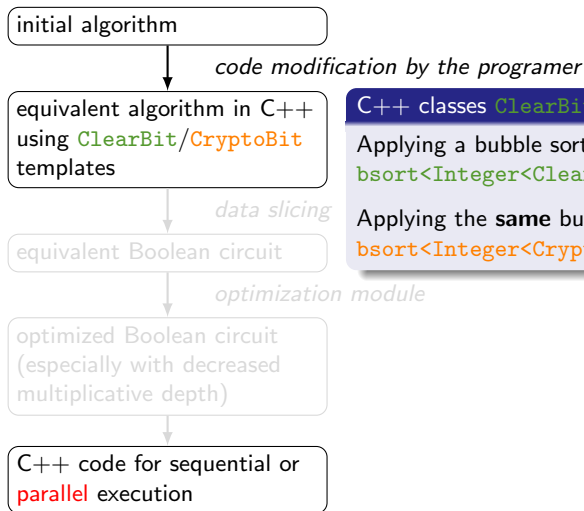 initial algorithm
code modification by the programer
equivalent algorithm in C++
using ClearBit/CryptoBit
templates
C++ classes ClearBi
Applying a bubble sort
bsort<Integer<Clear
Applying the same bu
bsort<Integer<Crypt
data slicing
equivalent Boolean circuit
optimization module
optimized Boolean circuit
(especially with decreased
multiplicative depth)
C++ code for sequential or
parallel execution